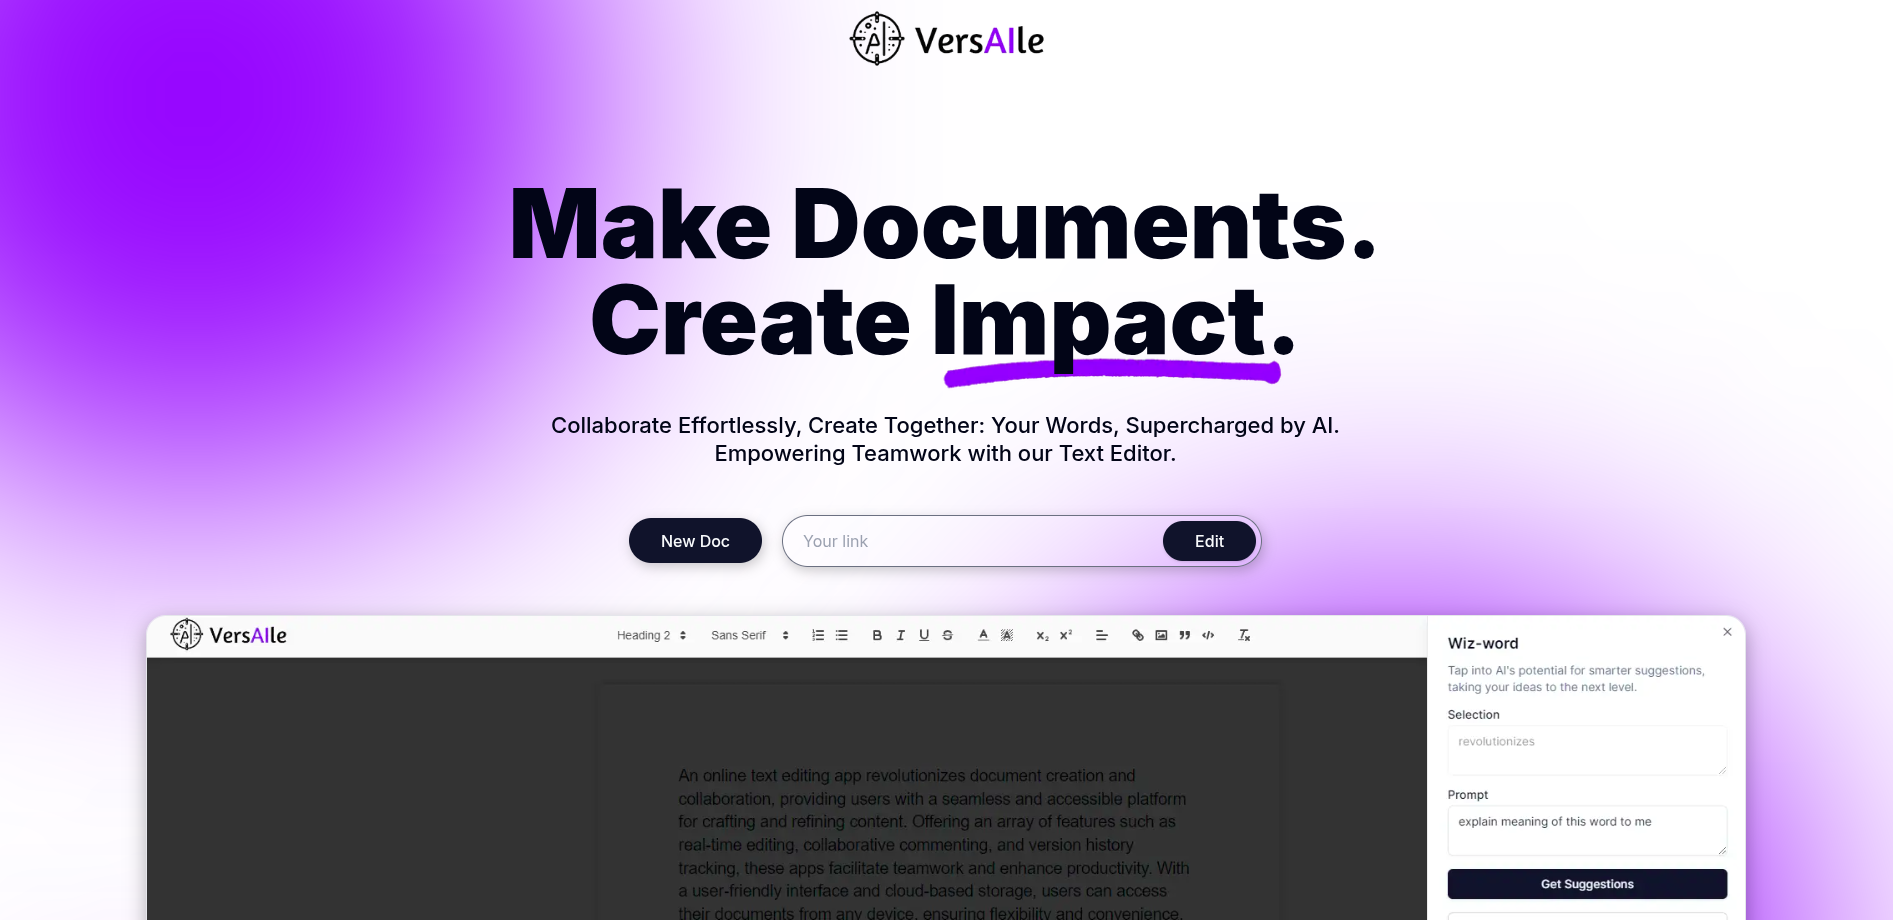 AI VersAIle
Make Documents.
Create Impact.
Collaborate Effortlessly, Create Together: Your Words, Supercharged by AI.
Empowering Teamwork with our Text Editor.
New Doc
Your link
Edit
AI VersAIle
Heading 2
Sans Serif
B I U S A A x₂ x²
Wiz-word
Tap into AI's potential for smarter suggestions,
taking your ideas to the next level.
Selection
revolutionizes
Prompt
explain meaning of this word to me
Get Suggestions
An online text editing app revolutionizes document creation and
collaboration, providing users with a seamless and accessible platform
for crafting and refining content. Offering an array of features such as
real-time editing, collaborative commenting, and version history
tracking, these apps facilitate teamwork and enhance productivity. With
a user-friendly interface and cloud-based storage, users can access
their documents from any device, ensuring flexibility and convenience.